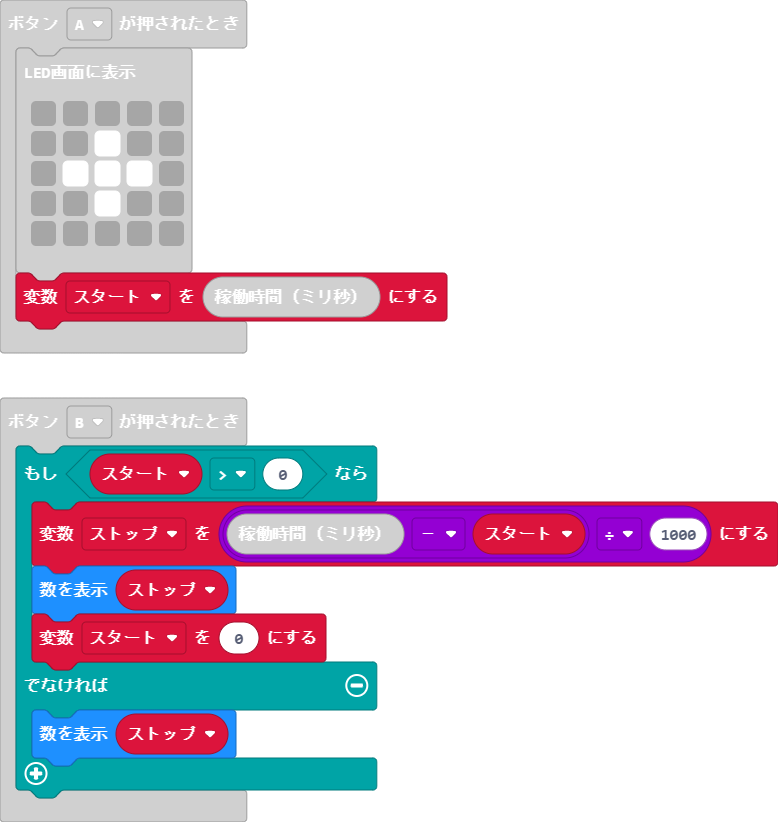 ボタン A が押されたとき
LED画面に表示
変数 スタート を 稼働時間（ミリ秒） にする
ボタン B が押されたとき
もし スタート > 0 なら
変数 ストップ を 稼働時間（ミリ秒） - スタート ÷ 1000 にする
数を表示 ストップ
変数 スタート を 0 にする
でなければ
数を表示 ストップ